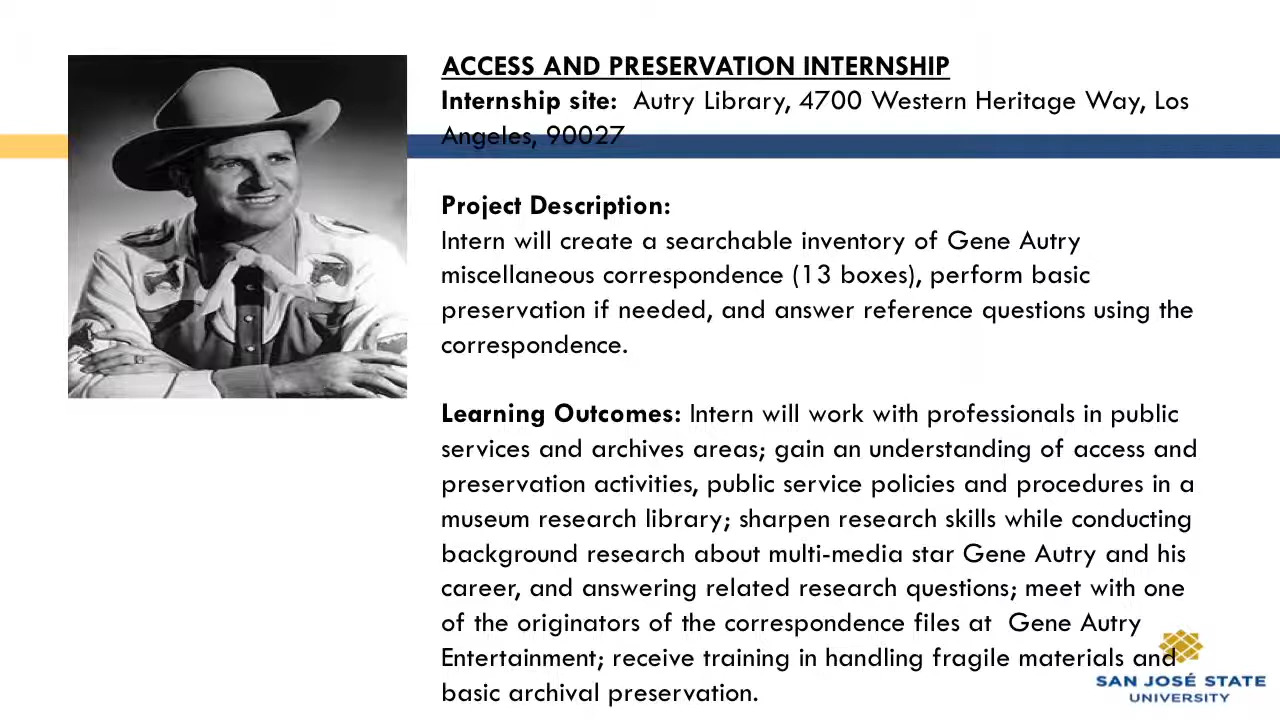 ACCESS AND PRESERVATION INTERNSHIP
Internship site:  Autry Library, 4700 Western Heritage Way, Los
Angeles, 90027
Project Description:
Intern will create a searchable inventory of Gene Autry
miscellaneous correspondence (13 boxes), perform basic
preservation if needed, and answer reference questions using the
correspondence.
Learning Outcomes: Intern will work with professionals in public
services and archives areas; gain an understanding of access and
preservation activities, public service policies and procedures in a
museum research library; sharpen research skills while conducting
background research about multi-media star Gene Autry and his
career, and answering related research questions; meet with one
of the originators of the correspondence files at  Gene Autry
Entertainment; receive training in handling fragile materials and
basic archival preservation.
SAN JOSÉ STATE
UNIVERSITY